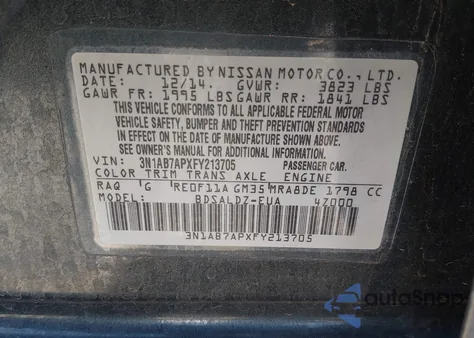 MANUFACTURED BY NISSAN MOTOR CO., LTD.
12/14. GVWR: 3823 LBS
GAWR FR: 1995 LBS GAWR RR: 1841 LBS
THIS VEHICLE CONFORMS TO ALL APPLICABLE FEDERAL MOTOR
VEHICLE SAFETY, BUMPER AND THEFT PREVENTION STANDARDS
IN EFFECT ON THE DATE OF MANUFACTURE SHOWN ABOVE.
SEE OWNER'S MANUAL FOR ADDITIONAL INFORMATION
VIN: 3N1AB7APXFY213705 PASSENGER CAR.
COLOR TRIM TRANS AXLE ENGINE
RAQ G RE0F11A GM35 MRA8DE 1798 CC
MODEL: BDSALDZ-EUA 4Z000
3N1AB7APXFY213705
autoSnap